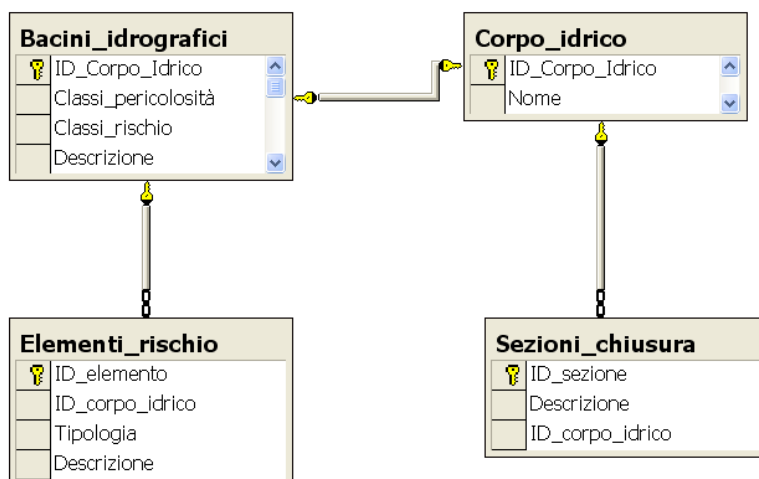 Bacini_idrografici
ID_Corpo_Idrico
Classi_pericolosità
Classi_rischio
Descrizione
Corpo_idrico
ID_Corpo_Idrico
Nome
Elementi_rischio
ID_elemento
ID_corpo_idrico
Tipologia
Descrizione
Sezioni_chiusura
ID_sezione
Descrizione
ID_corpo_idrico